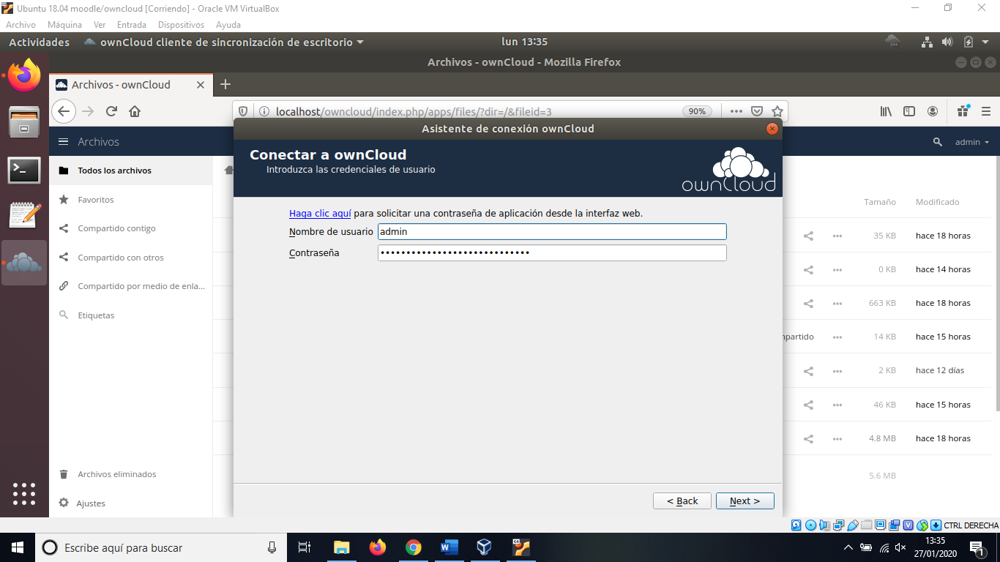 Ubuntu 18.04 moodle/owncloud [Corriendo] - Oracle VM VirtualBox
Archivo Máquina Ver Entrada Dispositivos Ayuda
Actividades ownCloud cliente de sincronización de escritorio lun 13:35
Archivos - ownCloud - Mozilla Firefox
Archivos - ownCloud
localhost/owncloud/index.php/apps/files/?dir=/&fileid=3 90%
Asistente de conexión ownCloud
Archivos admin
Conectar a ownCloud
Introduzca las credenciales de usuario
ownCloud
Todos los archivos
Favoritos
Compartido contigo
Compartido con otros
Compartido por medio de enla...
Etiquetas
Archivos eliminados
Ajustes
Haga clic aquí para solicitar una contraseña de aplicación desde la interfaz web.
Nombre de usuario admin
Contraseña
< Back Next >
Tamaño Modificado
35 KB hace 18 horas
0 KB hace 14 horas
663 KB hace 18 horas
mpartido 14 KB hace 15 horas
2 KB hace 12 días
46 KB hace 15 horas
4.8 MB hace 18 horas
5.6 MB
CTRL DERECHA
Escribe aquí para buscar
13:35
27/01/2020
1